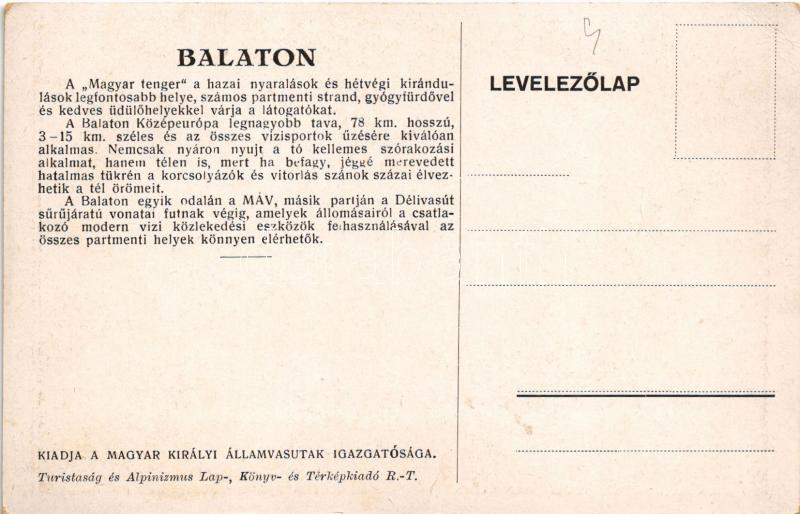 BALATON
A „Magyar tenger“ a hazai nyaralások és hétvégi kirándu-
lások legfontosabb helye, számos partmenti strand, gyógyfürdővel
és kedves üdülőhelyekkel várja a látogatókat.
A Balaton Középeurópa legnagyobb tava, 78 km. hosszú,
3–15 km. széles és az összes vizisportok űzésére kiválóan
alkalmas. Nemcsak nyáron nyujt a tó kellemes szórakozási
alkalmat, hanem télen is, mert ha befagy, jéggé merevedett
hatalmas tükrén a korcsolyázók és vitorlás szánok százai élvez-
hetik a tél örömeit.
A Balaton egyik odalán a MÁV, másik partján a Délivasút
sűrűjáratú vonatai futnak végig, amelyek állomásairól a csatla-
kozó modern vizi közlekedési eszközök felhasználásával az
összes partmenti helyek könnyen elérhetők.
KIADJA A MAGYAR KIRÁLYI ÁLLAMVASUTAK IGAZGATÓSÁGA.
Turistaság és Alpinizmus Lap-, Könyv- és Térképkiadó R.-T.
LEVELEZŐLAP